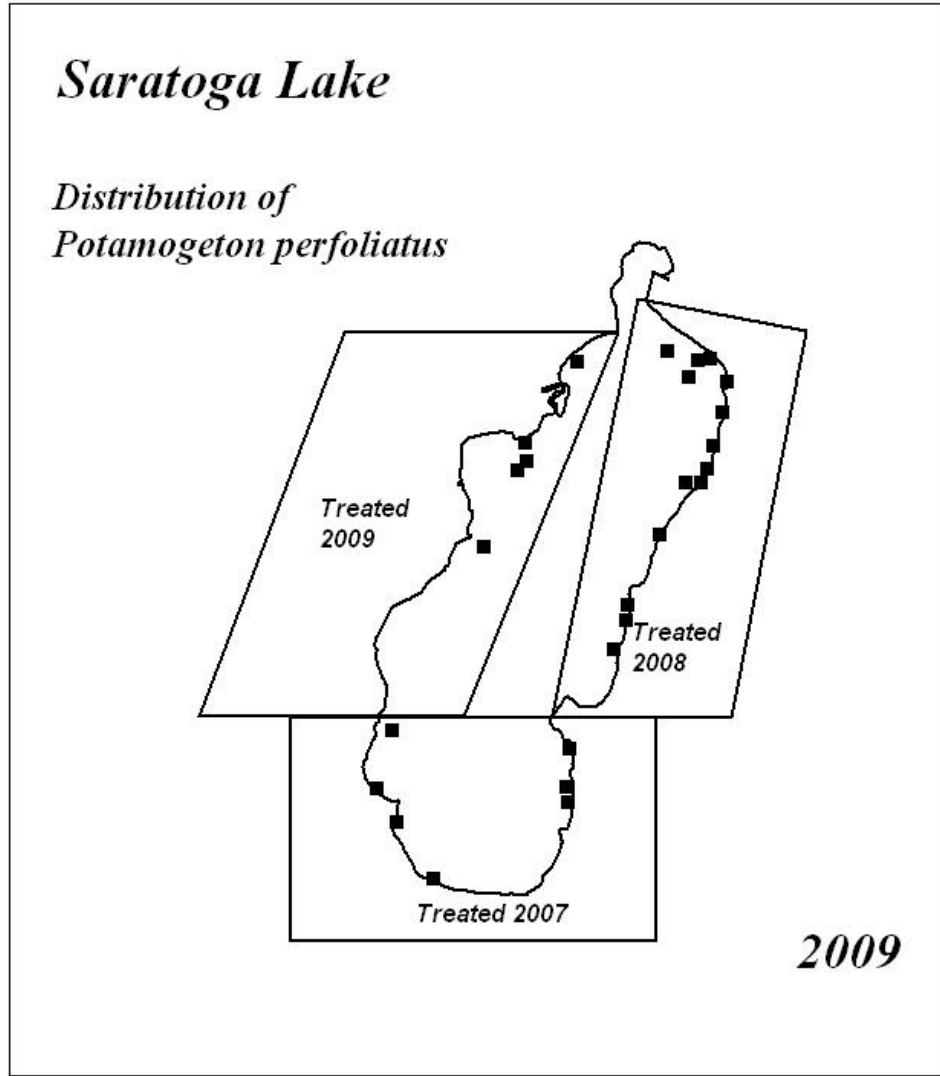 Saratoga Lake
Distribution of
Potamogeton perfoliatus
Treated
2009
Treated
2008
Treated 2007
2009